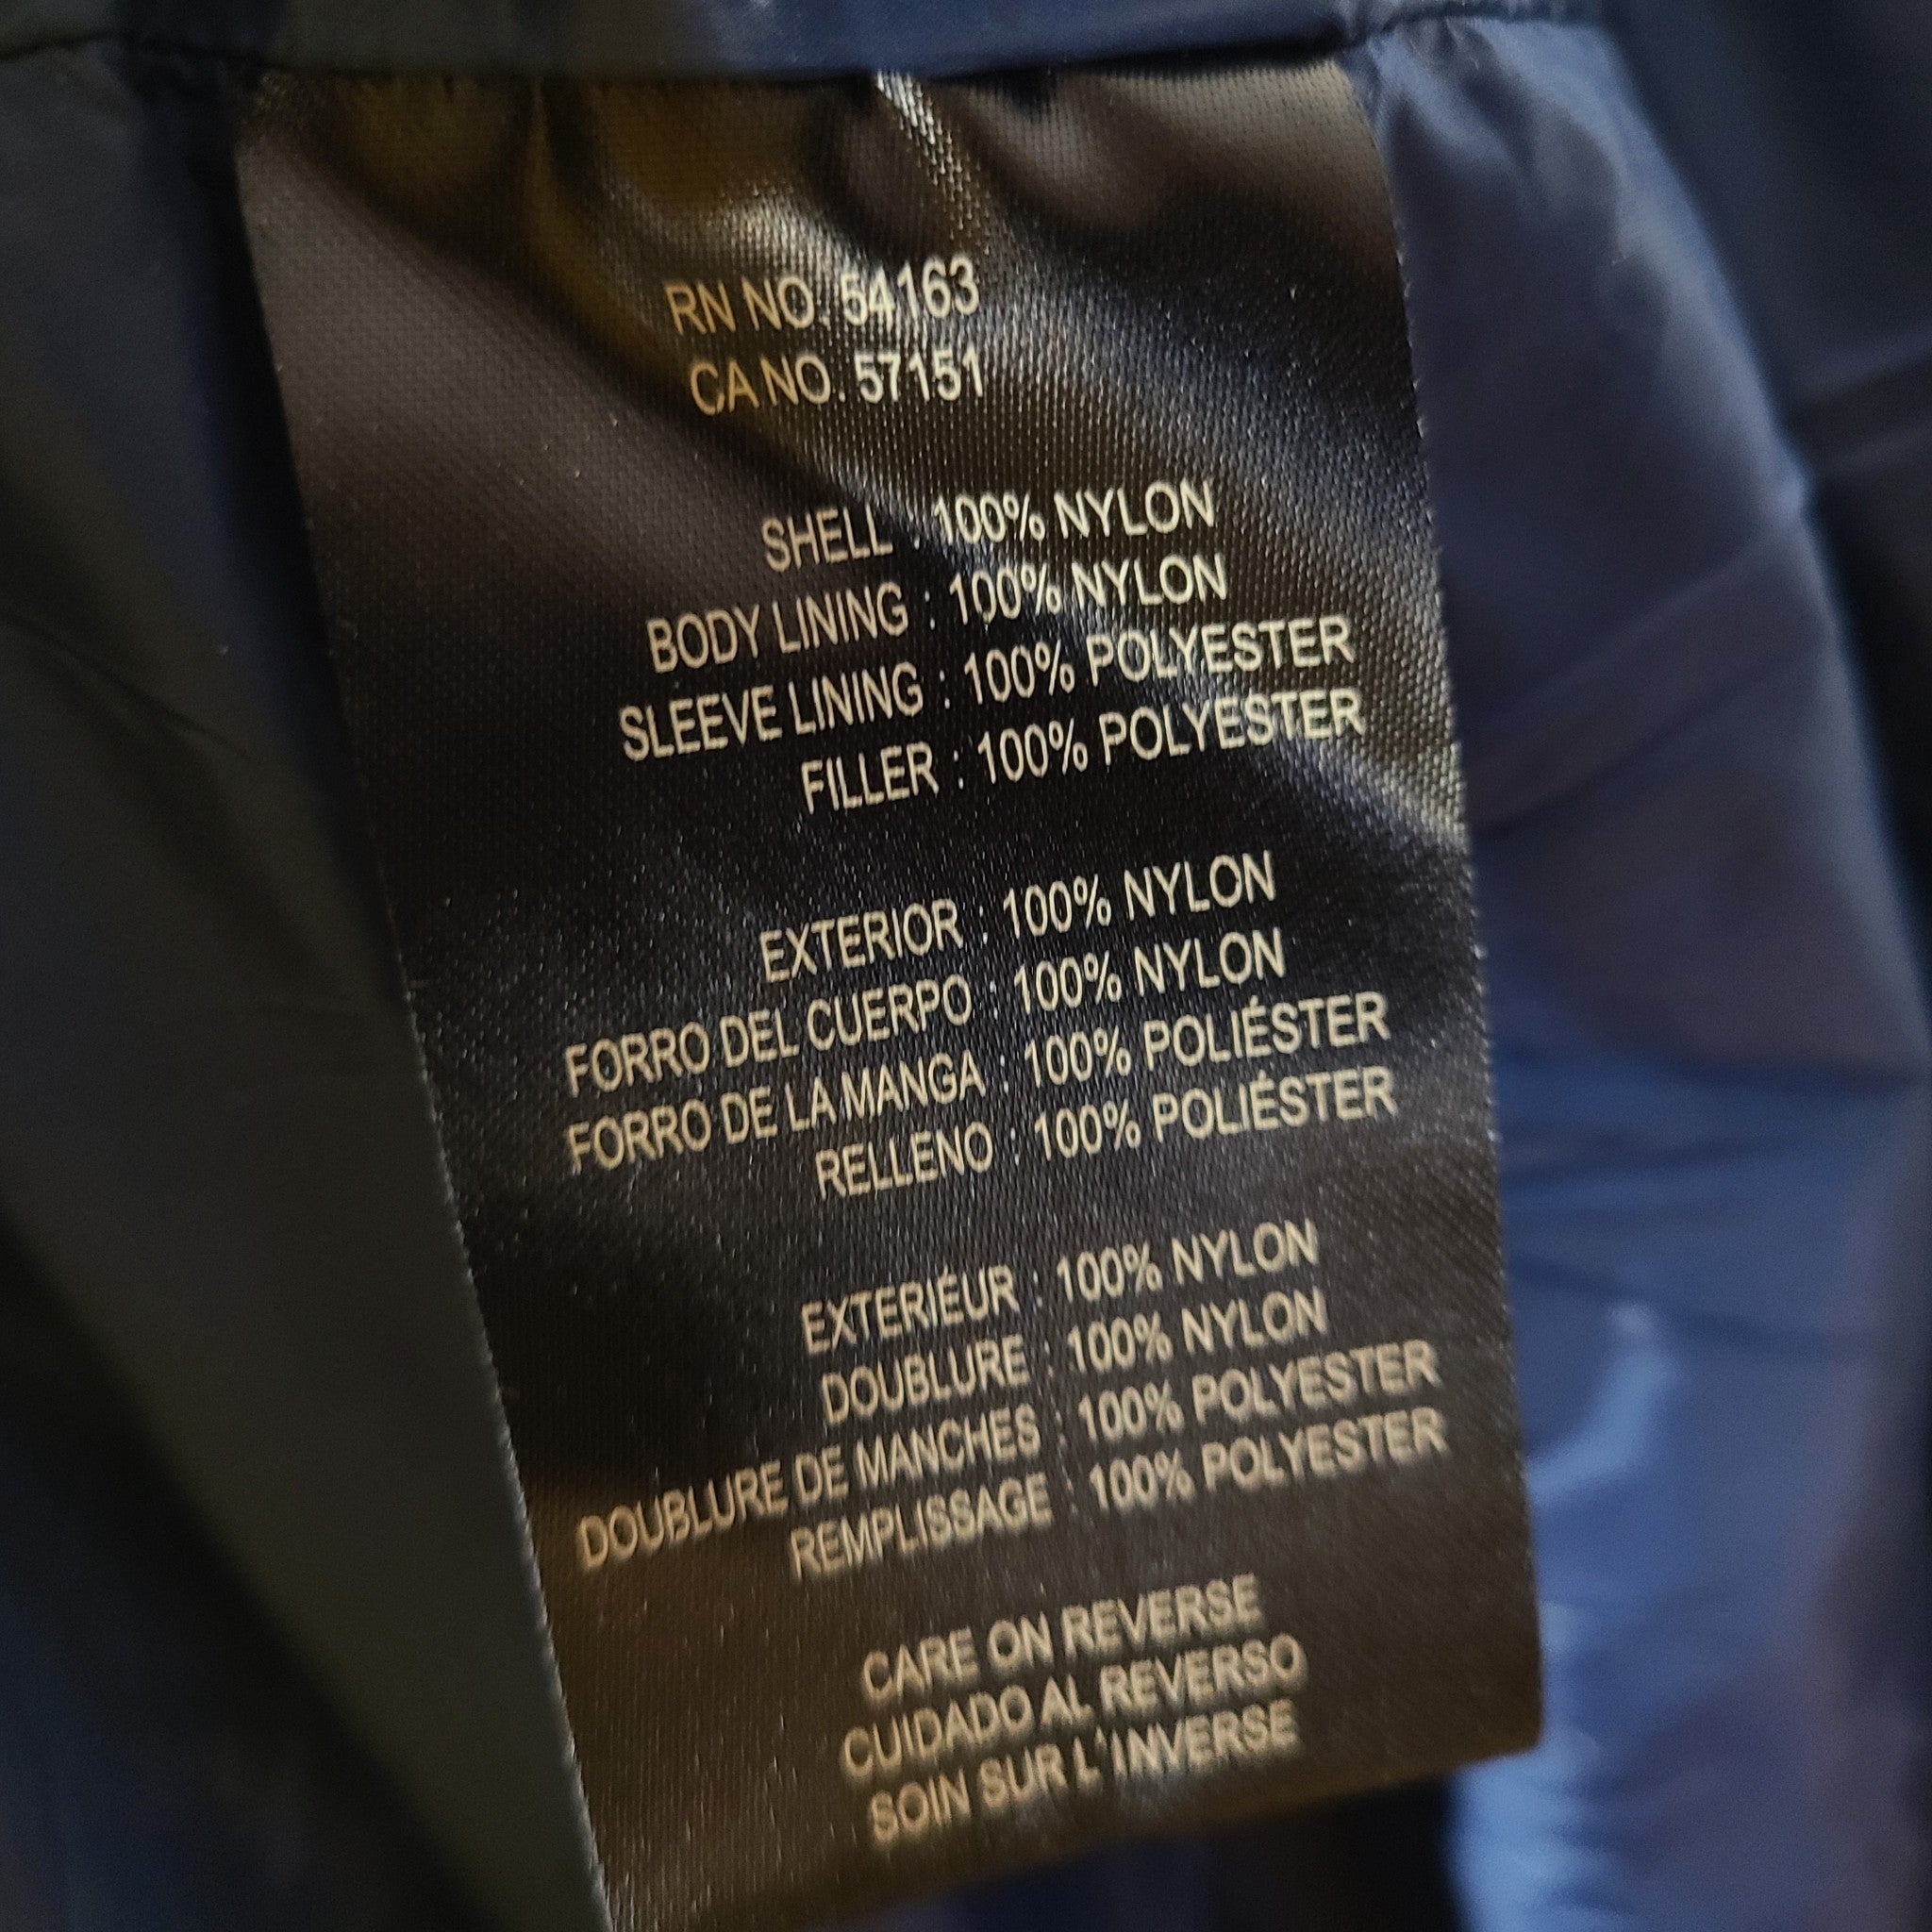 RN NO. 54163
CA NO. 57151
SHELL : 100% NYLON
BODY LINING : 100% NYLON
SLEEVE LINING : 100% POLYESTER
FILLER : 100% POLYESTER
EXTERIOR : 100% NYLON
FORRO DEL CUERPO : 100% NYLON
FORRO DE LA MANGA : 100% POLIÉSTER
RELLENO : 100% POLIÉSTER
EXTERIÉUR : 100% NYLON
DOUBLURE : 100% NYLON
DOUBLURE DE MANCHES : 100% POLYESTER
REMPLISSAGE : 100% POLYESTER
CARE ON REVERSE
CUIDADO AL REVERSO
SOIN SUR L'INVERSE